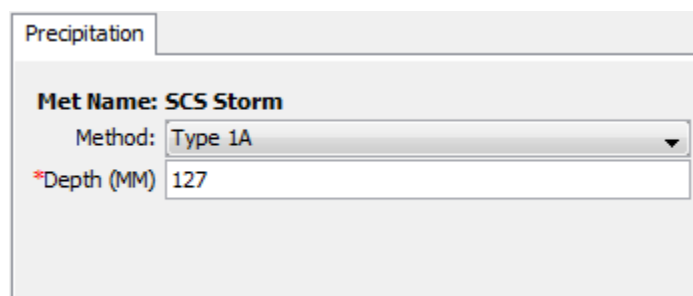 Precipitation
Met Name: SCS Storm
Method: Type 1A
*Depth (MM) 127